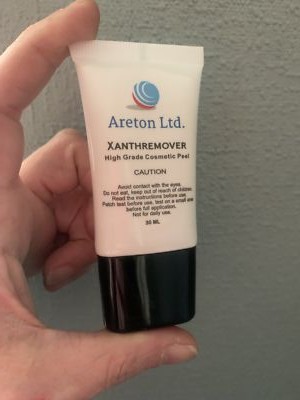 Areton Ltd.
XANTHREMOVER
High Grade Cosmetic Peel
CAUTION
Avoid contact with the eyes.
Do not eat, keep out of reach of children.
Read the instructions before use.
Patch test before use, test on a small area
before full application.
Not for daily use.
30 ML